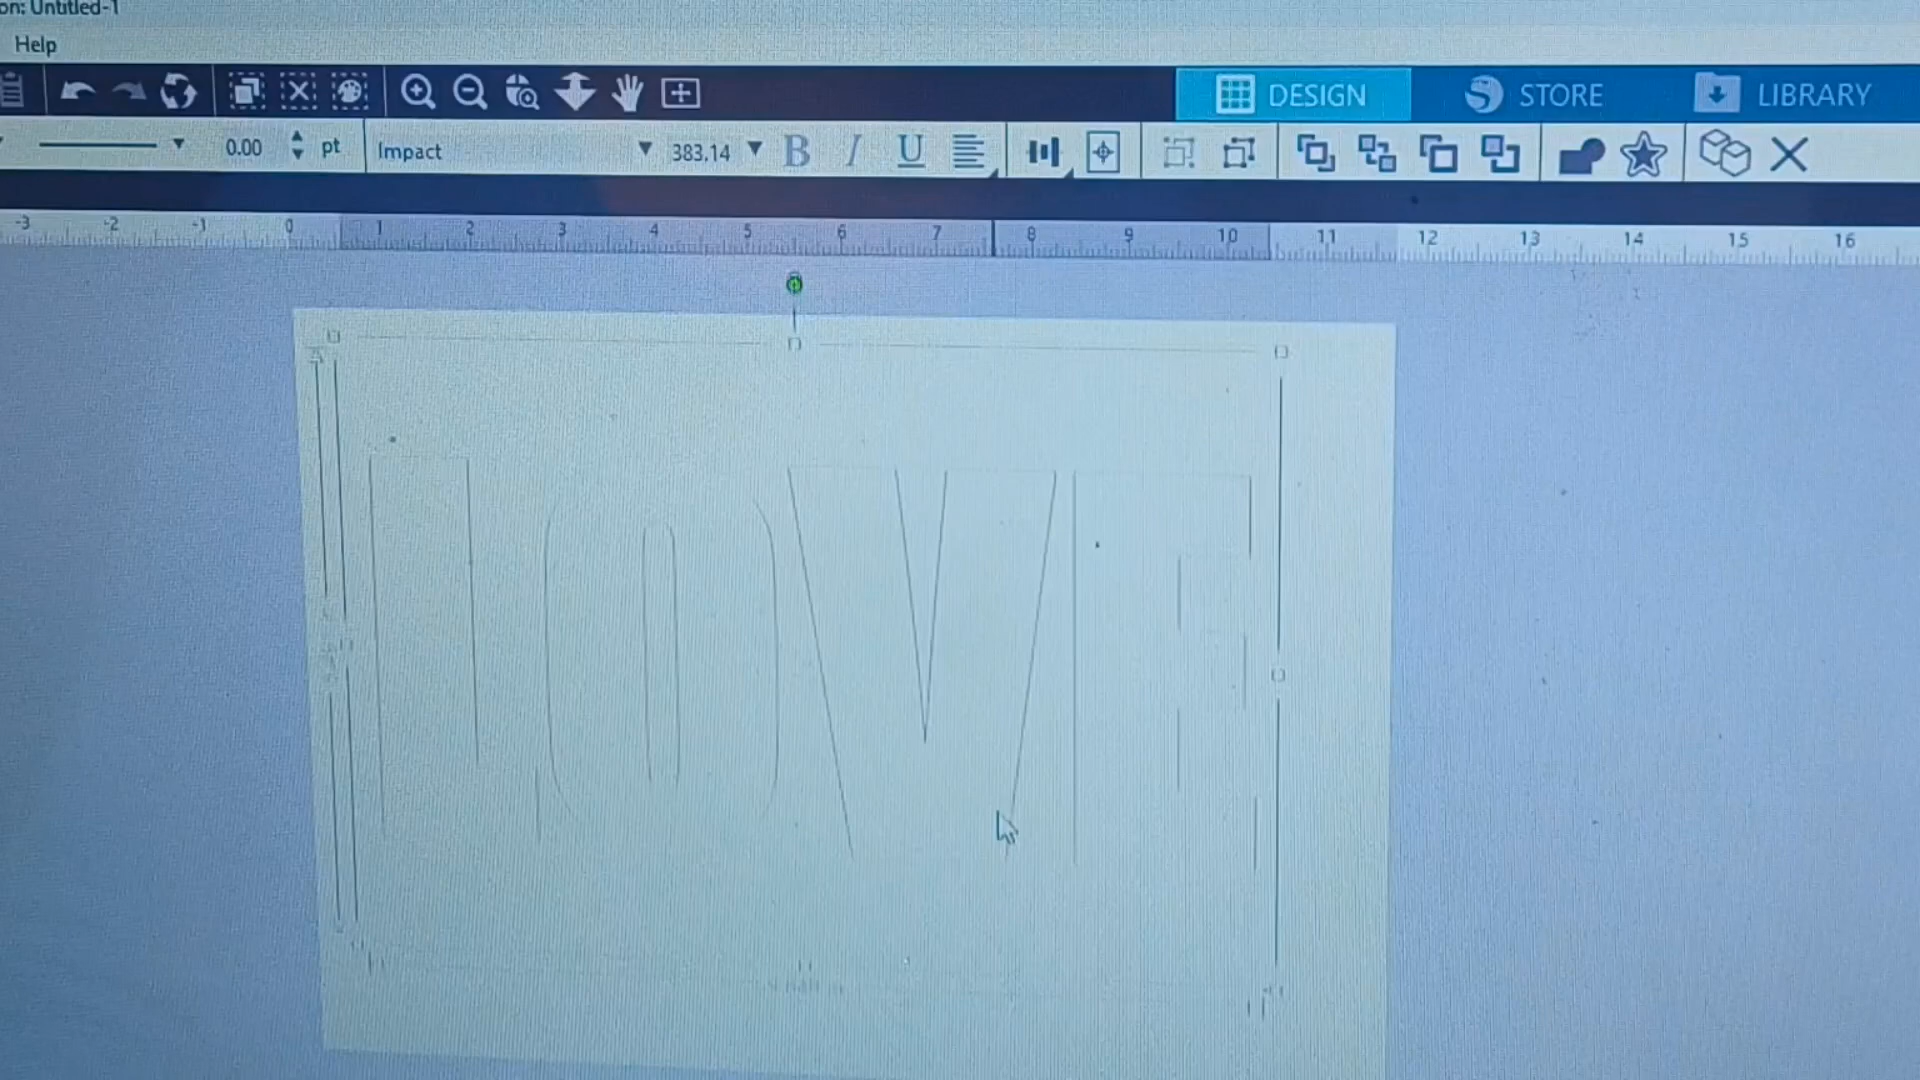 on: Untitled-1
Help
DESIGN
STORE
LIBRARY
0.00 pt
Impact
383.14
B I U
-3 -2 -1 0 1 2 3 4 5 6 7 8 9 10 11 12 13 14 15 16
LOVE